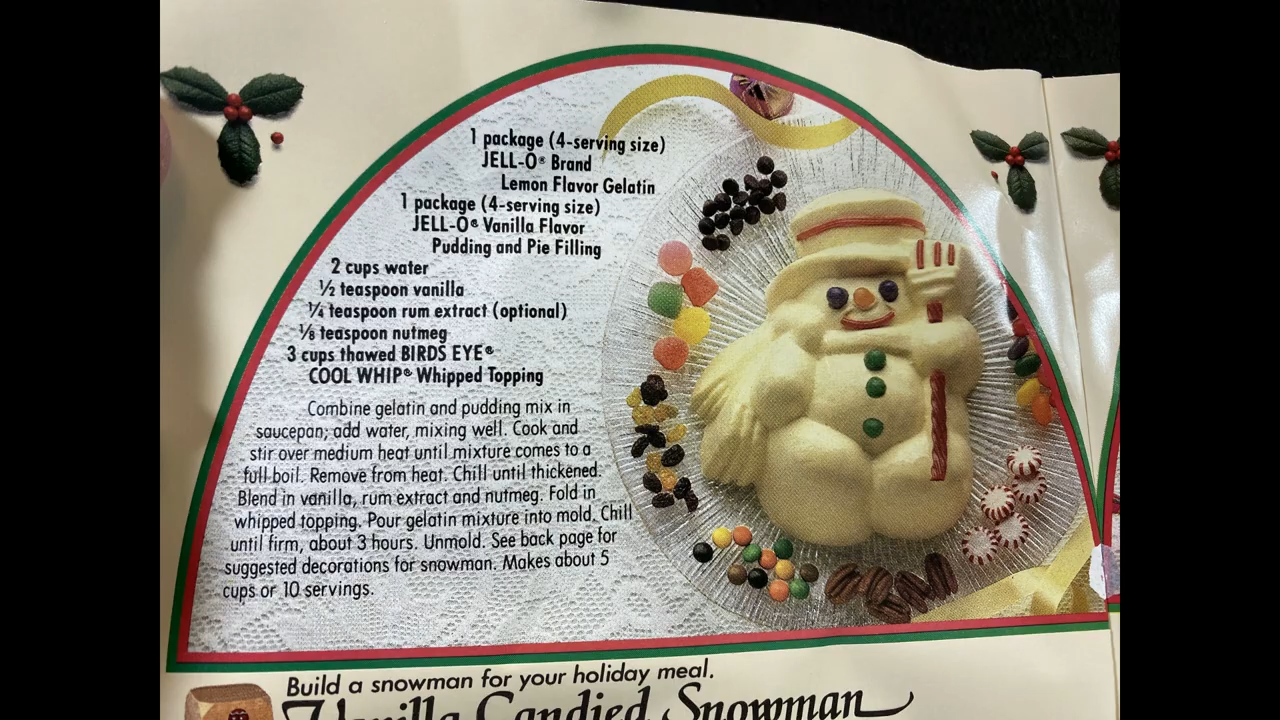 1 package (4-serving size)
JELL-O® Brand
Lemon Flavor Gelatin
1 package (4-serving size)
JELL-O® Vanilla Flavor
Pudding and Pie Filling
2 cups water
½ teaspoon vanilla
¼ teaspoon rum extract (optional)
⅛ teaspoon nutmeg
3 cups thawed BIRDS EYE®
COOL WHIP® Whipped Topping
Combine gelatin and pudding mix in
saucepan; add water, mixing well. Cook and
stir over medium heat until mixture comes to a
full boil. Remove from heat. Chill until thickened.
Blend in vanilla, rum extract and nutmeg. Fold in
whipped topping. Pour gelatin mixture into mold. Chill
until firm, about 3 hours. Unmold. See back page for
suggested decorations for snowman. Makes about 5
cups or 10 servings.
Build a snowman for your holiday meal.
Vanilla Candied Snowman